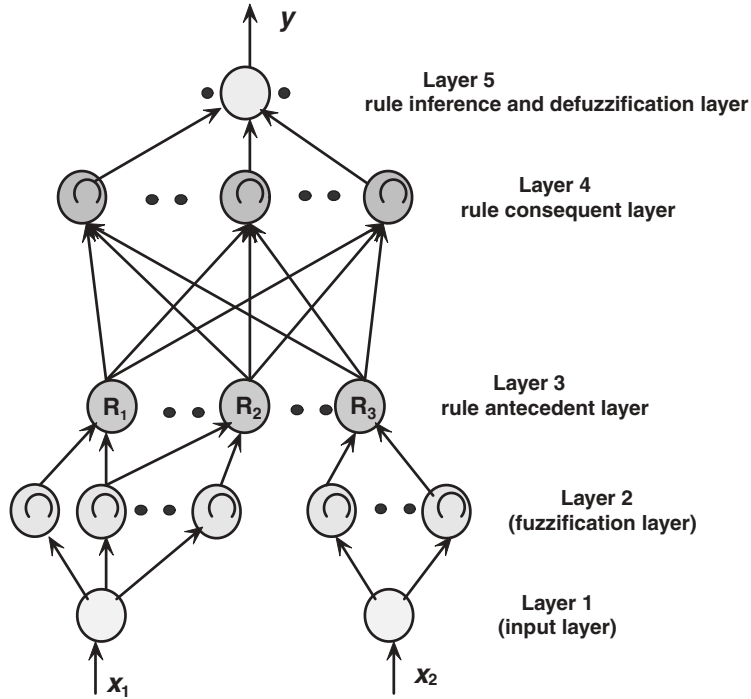 y
Layer 5
rule inference and defuzzification layer
Layer 4
rule consequent layer
Layer 3
rule antecedent layer
R₁
R₂
R₃
Layer 2
(fuzzification layer)
Layer 1
(input layer)
x₁
x₂